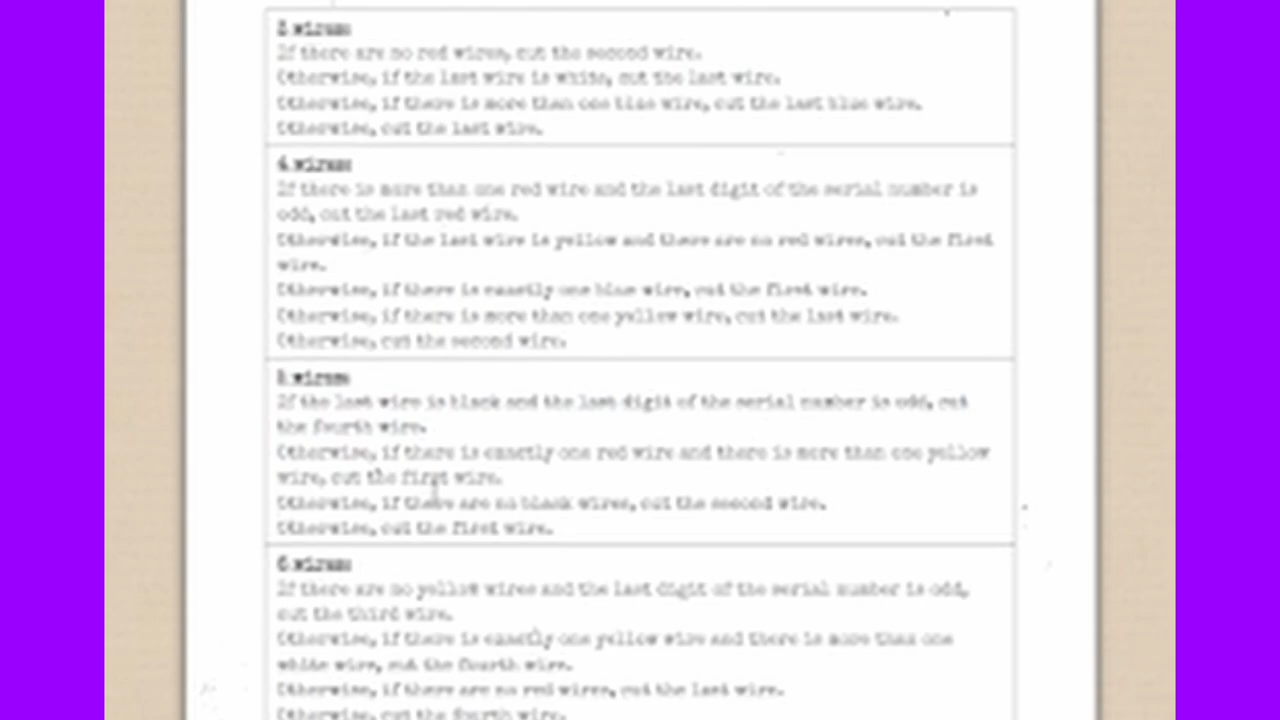 3 wires:
If there are no red wires, cut the second wire.
Otherwise, if the last wire is white, cut the last wire.
Otherwise, if there is more than one blue wire, cut the last blue wire.
Otherwise, cut the last wire.
4 wires:
If there is more than one red wire and the last digit of the serial number is
odd, cut the last red wire.
Otherwise, if the last wire is yellow and there are no red wires, cut the first
wire.
Otherwise, if there is exactly one blue wire, cut the first wire.
Otherwise, if there is more than one yellow wire, cut the last wire.
Otherwise, cut the second wire.
5 wires:
If the last wire is black and the last digit of the serial number is odd, cut
the fourth wire.
Otherwise, if there is exactly one red wire and there is more than one yellow
wire, cut the first wire.
Otherwise, if there are no black wires, cut the second wire.
Otherwise, cut the first wire.
6 wires:
If there are no yellow wires and the last digit of the serial number is odd,
cut the third wire.
Otherwise, if there is exactly one yellow wire and there is more than one
white wire, cut the fourth wire.
Otherwise, if there are no red wires, cut the last wire.
Otherwise, cut the fourth wire.